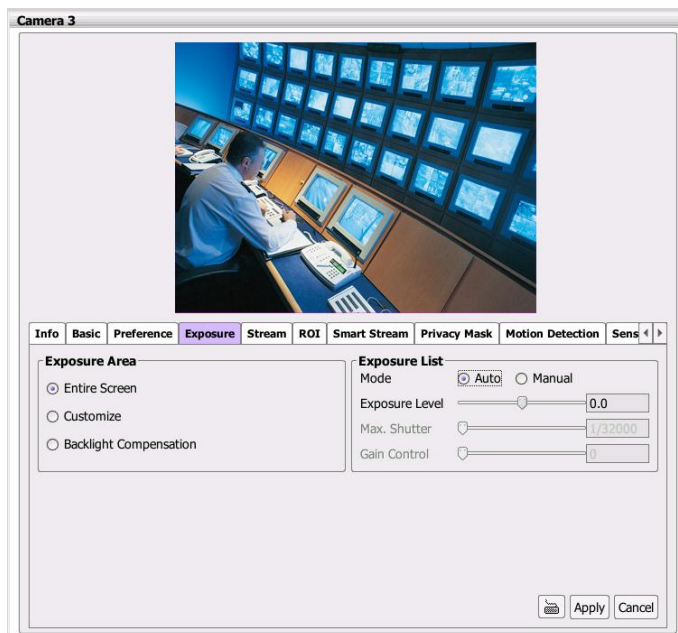 Camera 3
Info Basic Preference Exposure Stream ROI Smart Stream Privacy Mask Motion Detection Sens
Exposure Area
Entire Screen
Customize
Backlight Compensation
Exposure List
Mode Auto Manual
Exposure Level 0.0
Max. Shutter 1/32000
Gain Control 0
Apply Cancel